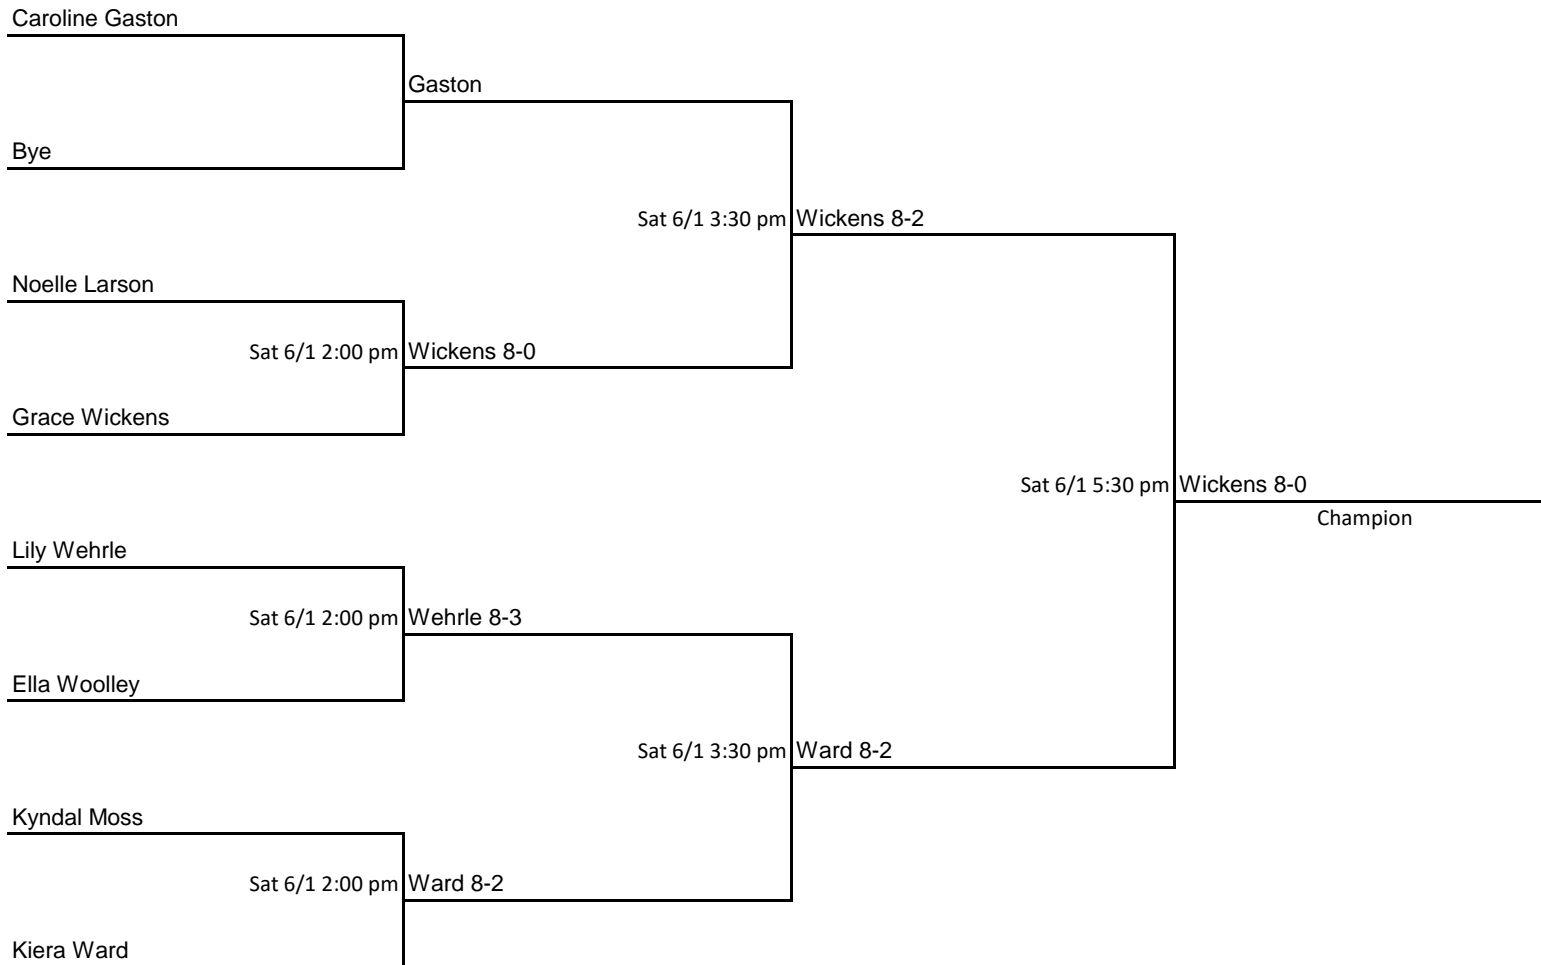 Caroline Gaston
Gaston
Bye
Sat 6/1 3:30 pm Wickens 8-2
Noelle Larson
Sat 6/1 2:00 pm Wickens 8-0
Grace Wickens
Sat 6/1 5:30 pm Wickens 8-0
Champion
Lily Wehrle
Sat 6/1 2:00 pm Wehrle 8-3
Ella Woolley
Sat 6/1 3:30 pm Ward 8-2
Kyndal Moss
Sat 6/1 2:00 pm Ward 8-2
Kiera Ward